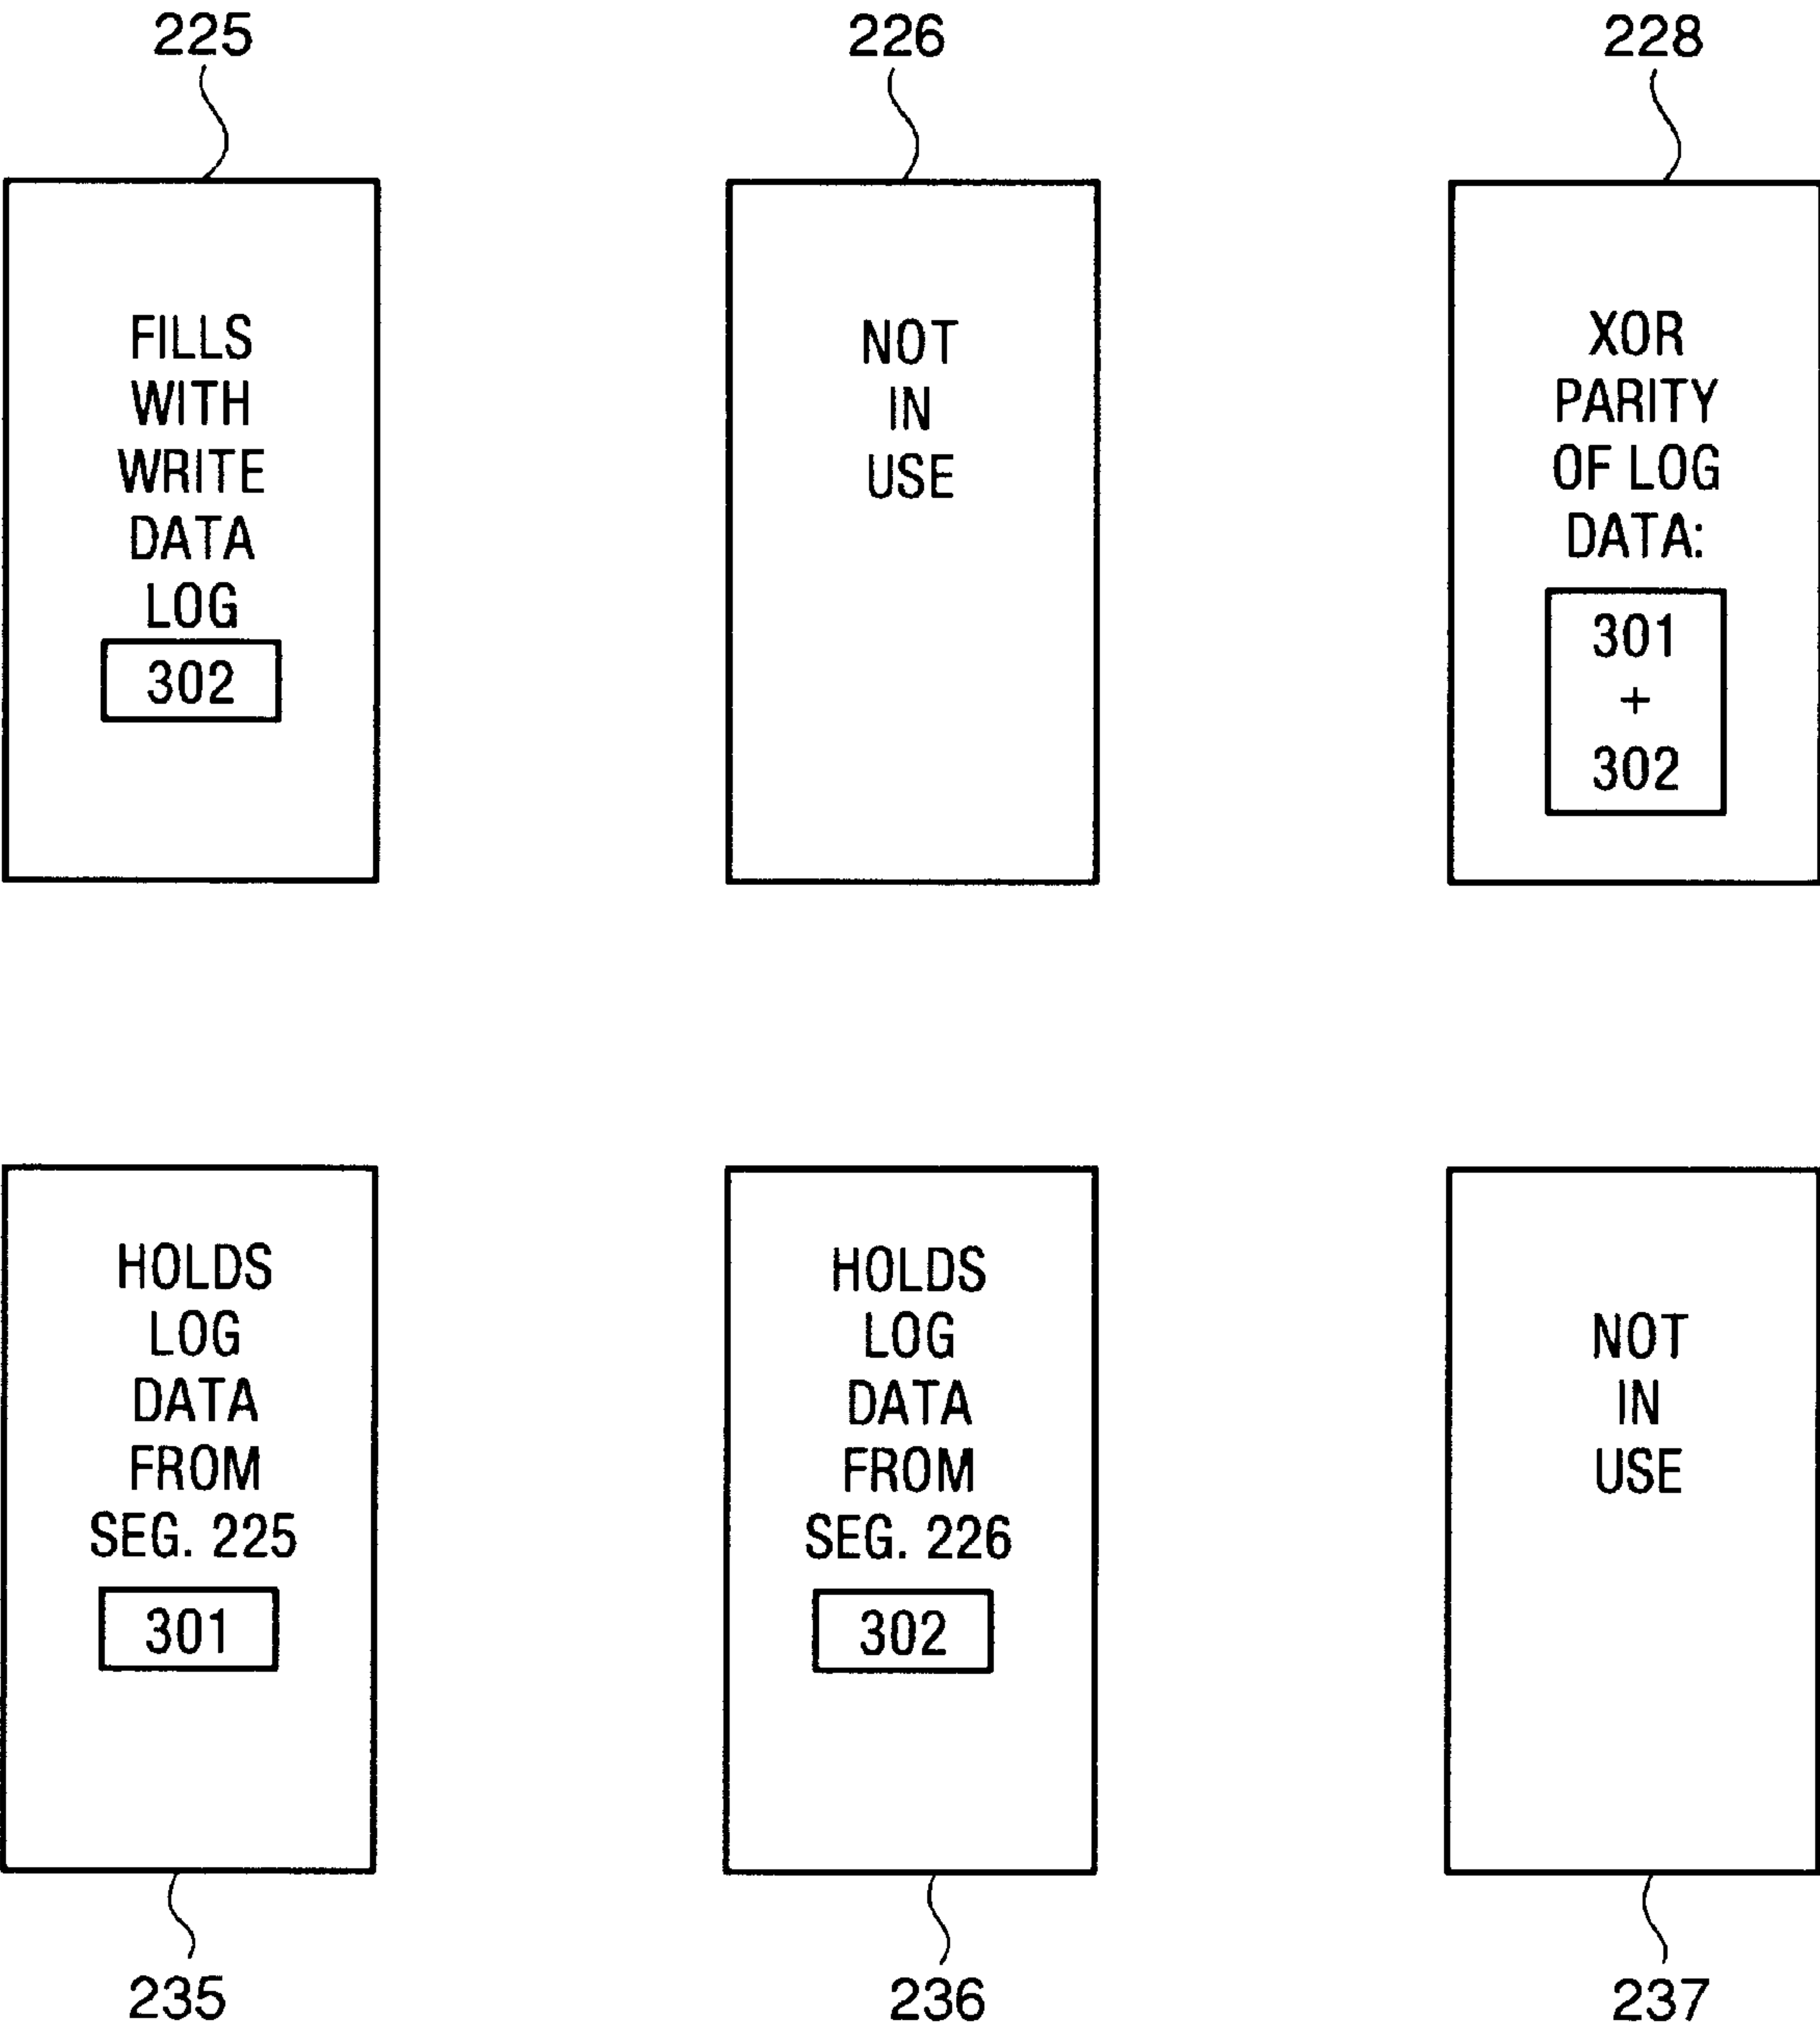 225
226
228
FILLS
WITH
WRITE
DATA
LOG
302
NOT
IN
USE
XOR
PARITY
OF LOG
DATA:
301
+
302
HOLDS
LOG
DATA
FROM
SEG. 225
301
HOLDS
LOG
DATA
FROM
SEG. 226
302
NOT
IN
USE
235
236
237